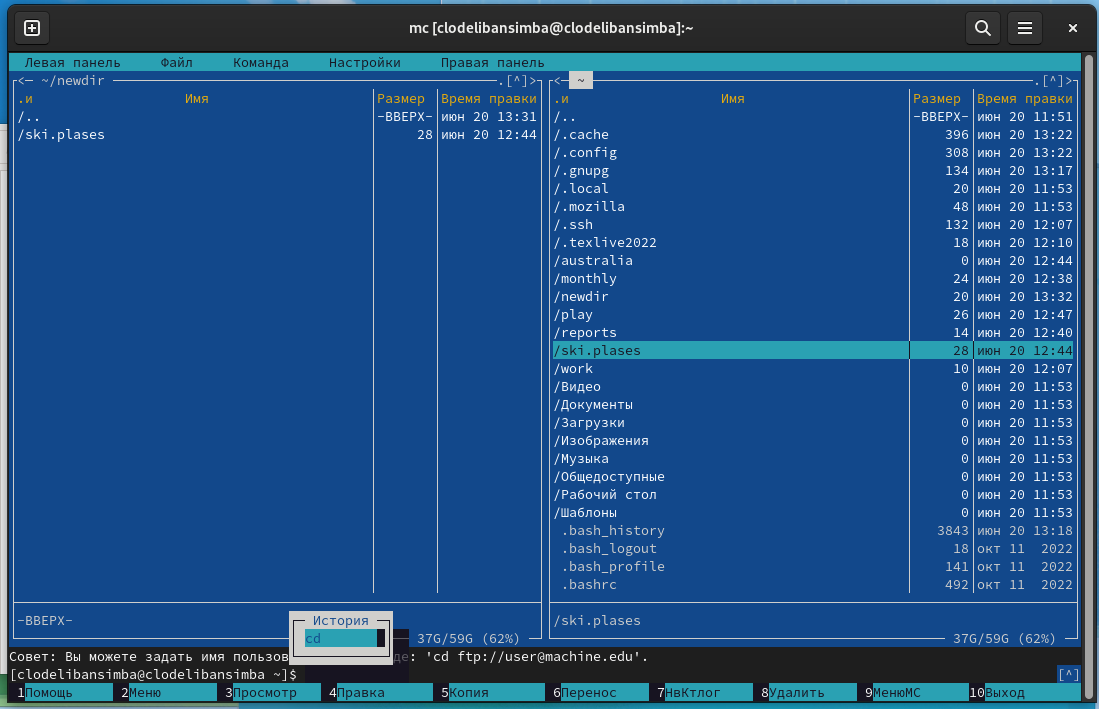 mc [clodelibansimba@clodelibansimba]:~
Левая панель Файл Команда Настройки Правая панель
<— ~/newdir .[^]>
.и Имя Размер Время правки
/.. -ВВЕРХ- июн 20 13:31
/ski.plases 28 июн 20 12:44
-ВВЕРХ-
37G/59G (62%)
<— ~ .[^]>
.и Имя Размер Время правки
/.. -ВВЕРХ- июн 20 11:51
/.cache 396 июн 20 13:22
/.config 308 июн 20 13:22
/.gnupg 134 июн 20 13:17
/.local 20 июн 20 11:53
/.mozilla 48 июн 20 11:53
/.ssh 132 июн 20 12:07
/.texlive2022 18 июн 20 12:10
/australia 0 июн 20 12:44
/monthly 24 июн 20 12:38
/newdir 20 июн 20 13:32
/play 26 июн 20 12:47
/reports 14 июн 20 12:40
/ski.plases 28 июн 20 12:44
/work 10 июн 20 12:07
/Видео 0 июн 20 11:53
/Документы 0 июн 20 11:53
/Загрузки 0 июн 20 11:53
/Изображения 0 июн 20 11:53
/Музыка 0 июн 20 11:53
/Общедоступные 0 июн 20 11:53
/Рабочий стол 0 июн 20 11:53
/Шаблоны 0 июн 20 11:53
.bash_history 3843 июн 20 13:18
.bash_logout 18 окт 11 2022
.bash_profile 141 окт 11 2022
.bashrc 492 окт 11 2022
/ski.plases
37G/59G (62%)
История
cd
Совет: Вы можете задать имя пользов де: 'cd ftp://user@machine.edu'.
[clodelibansimba@clodelibansimba ~]$ [^]
1Помощь 2Меню 3Просмотр 4Правка 5Копия 6Перенос 7НвКтлог 8Удалить 9МенюМС 10Выход